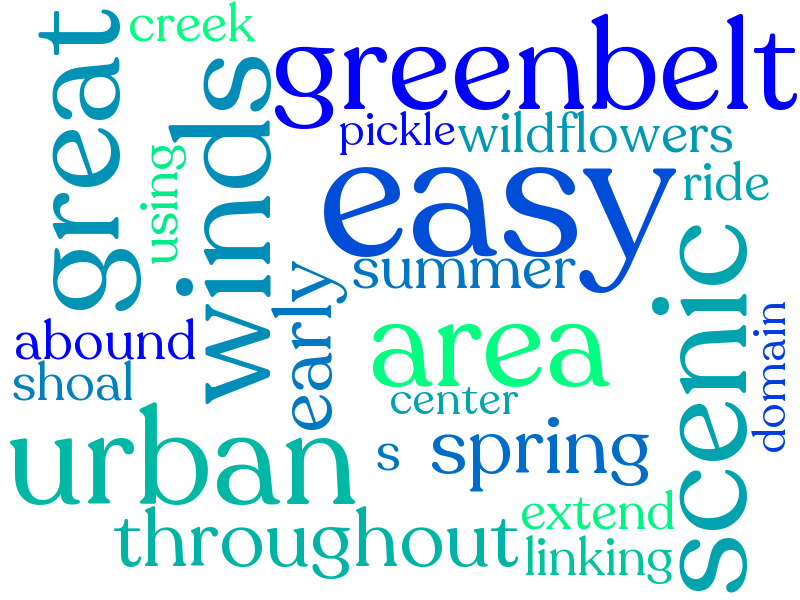 great
creek
greenbelt
winds
pickle
wildflowers
using
easy
ride
summer
scenic
early
abound
area
domain
shoal
center
urban
s
spring
throughout
extend
linking